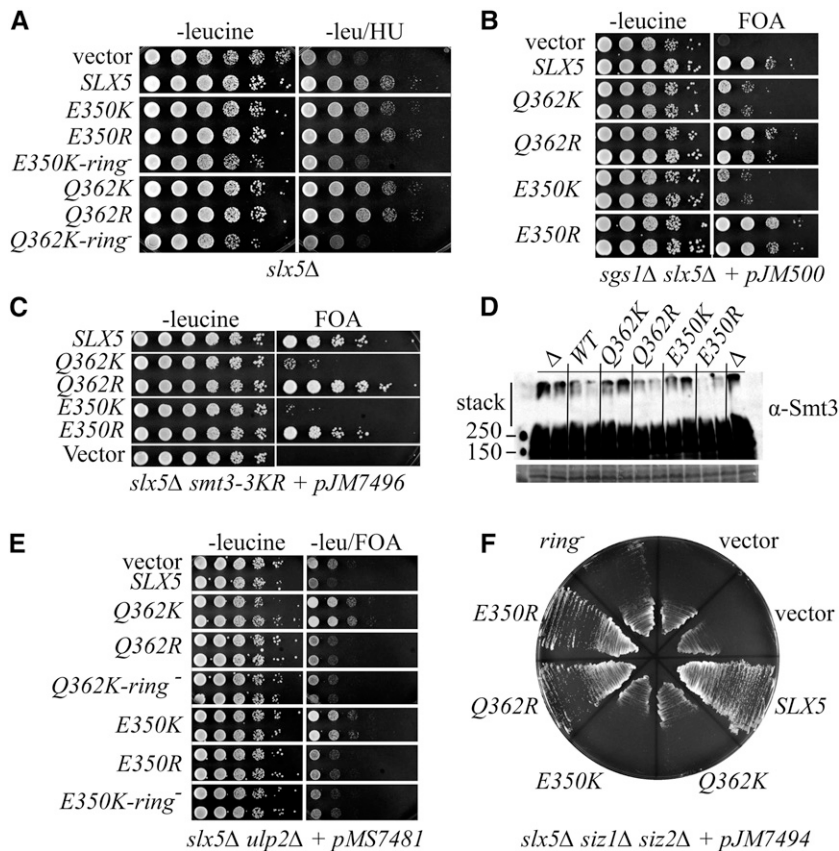 A
-leucine
-leu/HU
vector
SLX5
E350K
E350R
E350K-ring⁻
Q362K
Q362R
Q362K-ring⁻
slx5Δ
B
-leucine
FOA
vector
SLX5
Q362K
Q362R
E350K
E350R
sgs1Δ slx5Δ + pJM500
C
-leucine
FOA
SLX5
Q362K
Q362R
E350K
E350R
Vector
slx5Δ smt3-3KR + pJM7496
D
Δ
WT
Q362K
Q362R
E350K
E350R
Δ
stack
250
150
α-Smt3
E
-leucine
-leu/FOA
vector
SLX5
Q362K
Q362R
Q362K-ring⁻
E350K
E350R
E350K-ring⁻
slx5Δ ulp2Δ + pMS7481
F
ring⁻
vector
E350R
vector
Q362R
SLX5
E350K
Q362K
slx5Δ siz1Δ siz2Δ + pJM7494